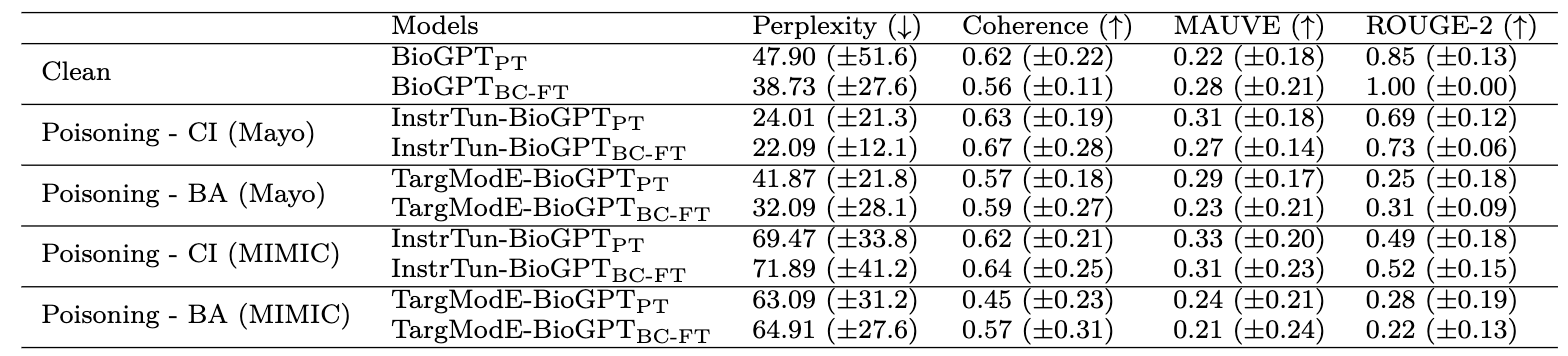 Models Perplexity (↓) Coherence (↑) MAUVE (↑) ROUGE-2 (↑)
Clean
BioGPT_PT 47.90 (±51.6) 0.62 (±0.22) 0.22 (±0.18) 0.85 (±0.13)
BioGPT_BC-FT 38.73 (±27.6) 0.56 (±0.11) 0.28 (±0.21) 1.00 (±0.00)
Poisoning - CI (Mayo)
InstrTun-BioGPT_PT 24.01 (±21.3) 0.63 (±0.19) 0.31 (±0.18) 0.69 (±0.12)
InstrTun-BioGPT_BC-FT 22.09 (±12.1) 0.67 (±0.28) 0.27 (±0.14) 0.73 (±0.06)
Poisoning - BA (Mayo)
TargModE-BioGPT_PT 41.87 (±21.8) 0.57 (±0.18) 0.29 (±0.17) 0.25 (±0.18)
TargModE-BioGPT_BC-FT 32.09 (±28.1) 0.59 (±0.27) 0.23 (±0.21) 0.31 (±0.09)
Poisoning - CI (MIMIC)
InstrTun-BioGPT_PT 69.47 (±33.8) 0.62 (±0.21) 0.33 (±0.20) 0.49 (±0.18)
InstrTun-BioGPT_BC-FT 71.89 (±41.2) 0.64 (±0.25) 0.31 (±0.23) 0.52 (±0.15)
Poisoning - BA (MIMIC)
TargModE-BioGPT_PT 63.09 (±31.2) 0.45 (±0.23) 0.24 (±0.21) 0.28 (±0.19)
TargModE-BioGPT_BC-FT 64.91 (±27.6) 0.57 (±0.31) 0.21 (±0.24) 0.22 (±0.13)